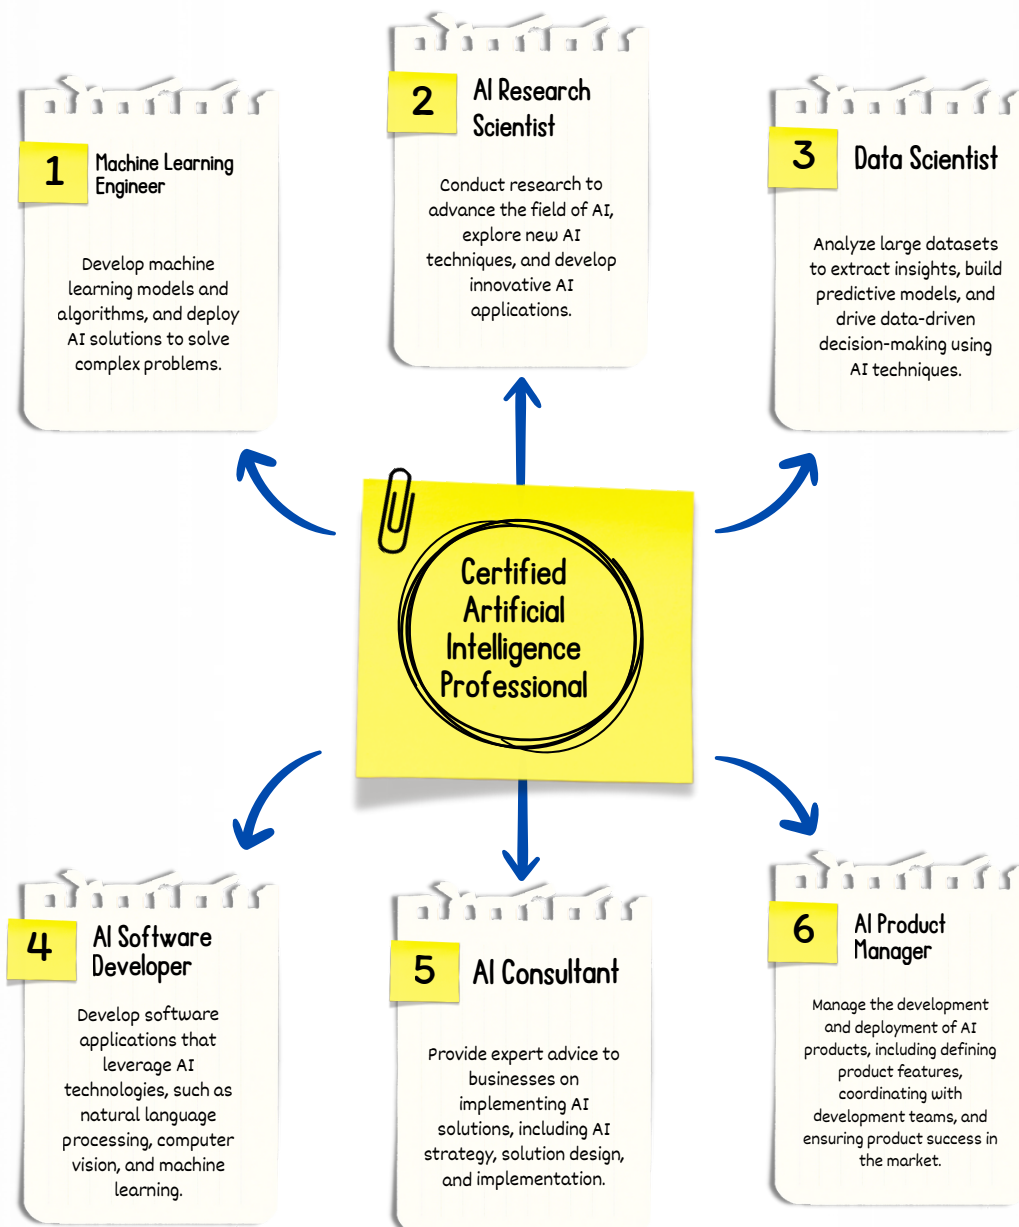 1
Machine Learning
Engineer
Develop machine
learning models and
algorithms, and deploy
AI solutions to solve
complex problems.
2
AI Research
Scientist
Conduct research to
advance the field of AI,
explore new AI
techniques, and develop
innovative AI
applications.
3
Data Scientist
Analyze large datasets
to extract insights, build
predictive models, and
drive data-driven
decision-making using
AI techniques.
Certified
Artificial
Intelligence
Professional
4
AI Software
Developer
Develop software
applications that
leverage AI
technologies, such as
natural language
processing, computer
vision, and machine
learning.
5
AI Consultant
Provide expert advice to
businesses on
implementing AI
solutions, including AI
strategy, solution design,
and implementation.
6
AI Product
Manager
Manage the development
and deployment of AI
products, including defining
product features,
coordinating with
development teams, and
ensuring product success in
the market.